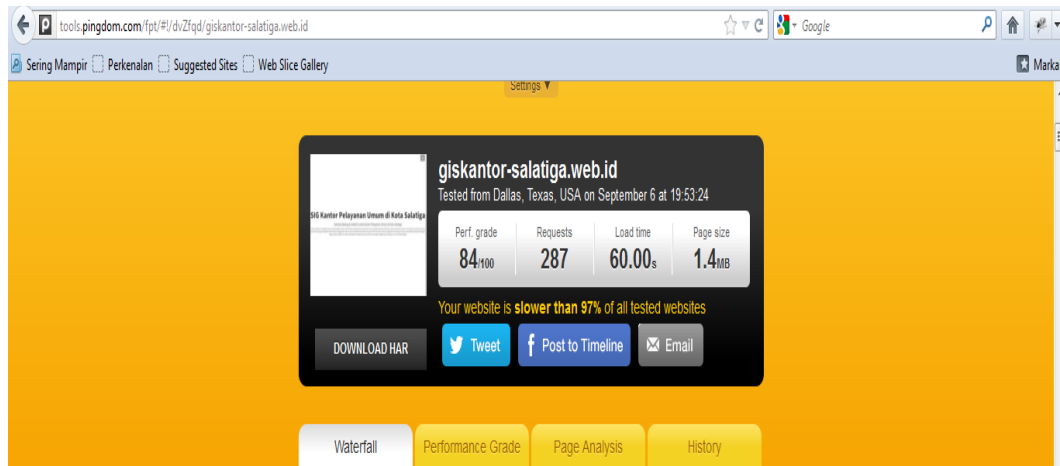 tools.pingdom.com/fpt/#!/dvZfqd/giskantor-salatiga.web.id
Google
Sering Mampir Perkenalan Suggested Sites Web Slice Gallery
Marka
Settings ▼
giskantor-salatiga.web.id
Tested from Dallas, Texas, USA on September 6 at 19:53:24
SIG Kantor Pelayanan Umum di Kota Salatiga
Perf. grade Requests Load time Page size
84/100 287 60.00s 1.4MB
Your website is slower than 97% of all tested websites
DOWNLOAD HAR Tweet Post to Timeline Email
Waterfall Performance Grade Page Analysis History